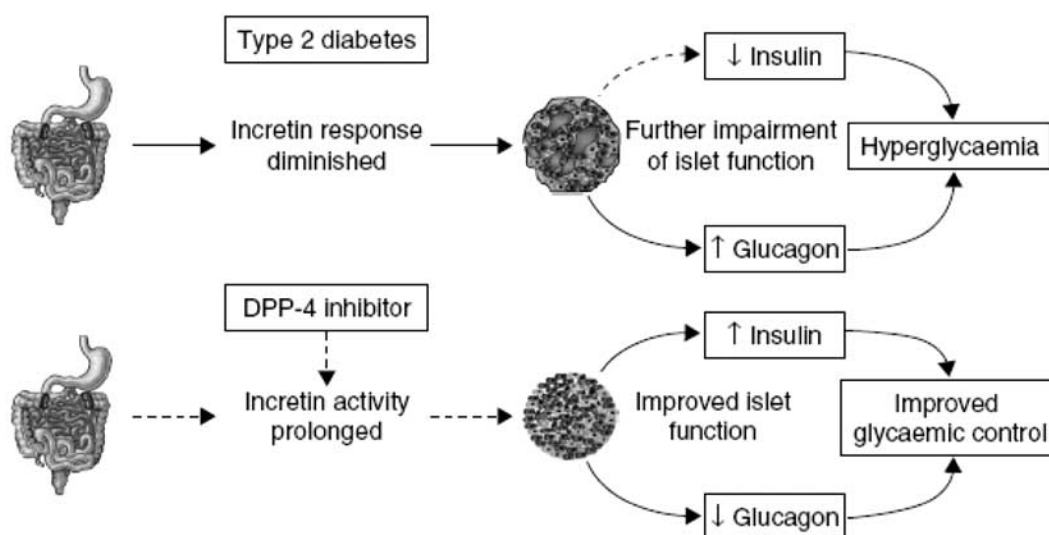 Type 2 diabetes
↓ Insulin
Incretin response
diminished
Further impairment
of islet function
Hyperglycaemia
↑ Glucagon
DPP-4 inhibitor
↑ Insulin
Incretin activity
prolonged
Improved islet
function
Improved
glycaemic control
↓ Glucagon